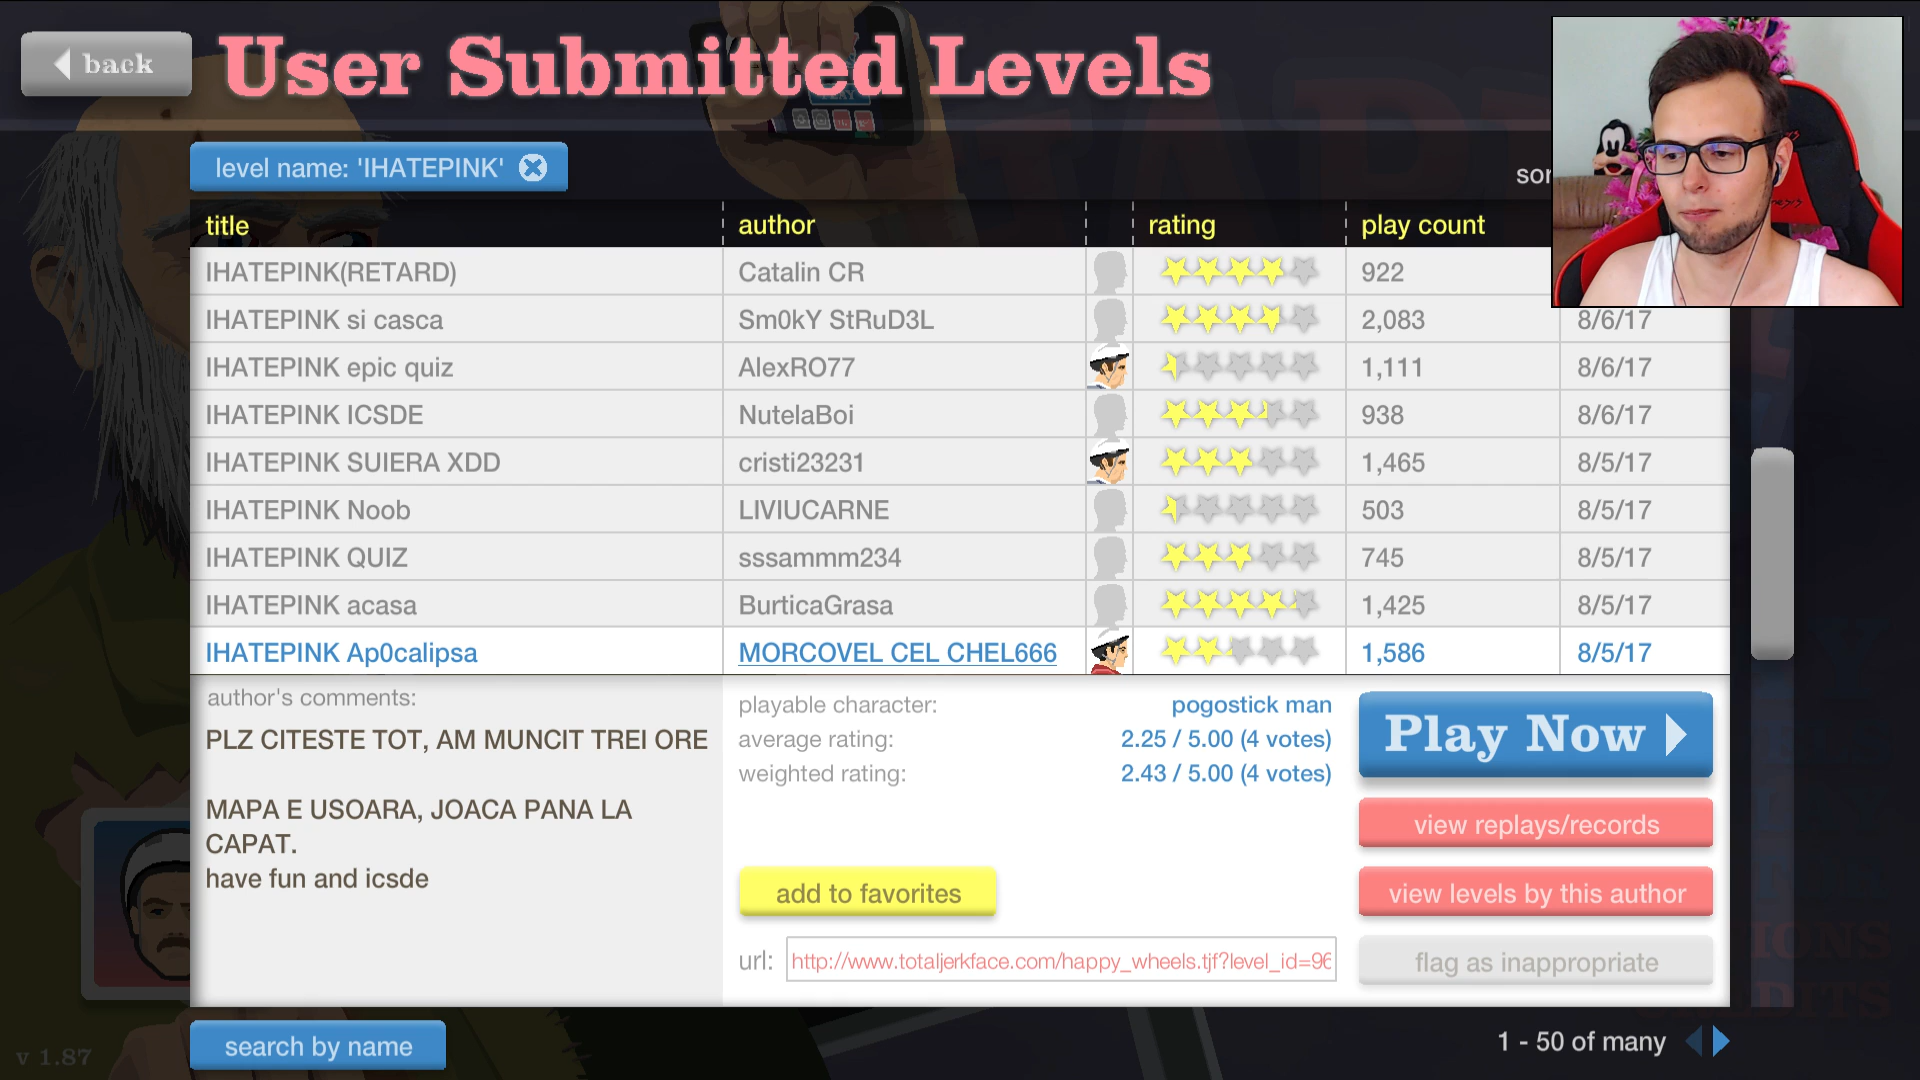 back
User Submitted Levels
level name: 'IHATEPINK'
sor
title author rating play count
IHATEPINK(RETARD) Catalin CR 922
IHATEPINK si casca Sm0kY StRuD3L 2,083 8/6/17
IHATEPINK epic quiz AlexRO77 1,111 8/6/17
IHATEPINK ICSDE NutelaBoi 938 8/6/17
IHATEPINK SUIERA XDD cristi23231 1,465 8/5/17
IHATEPINK Noob LIVIUCARNE 503 8/5/17
IHATEPINK QUIZ sssammm234 745 8/5/17
IHATEPINK acasa BurticaGrasa 1,425 8/5/17
IHATEPINK Ap0calipsa MORCOVEL CEL CHEL666 1,586 8/5/17
author's comments:
PLZ CITESTE TOT, AM MUNCIT TREI ORE
MAPA E USOARA, JOACA PANA LA
CAPAT.
have fun and icsde
playable character: pogostick man
average rating: 2.25 / 5.00 (4 votes)
weighted rating: 2.43 / 5.00 (4 votes)
add to favorites
url: http://www.totaljerkface.com/happy_wheels.tjf?level_id=96
Play Now
view replays/records
view levels by this author
flag as inappropriate
search by name
1 - 50 of many
v 1.87